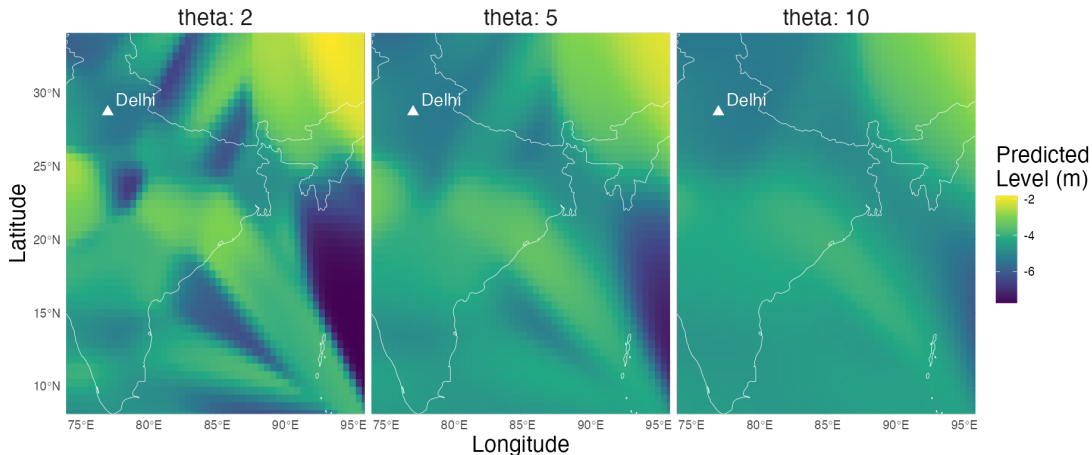 theta: 2
theta: 5
theta: 10
Delhi
Delhi
Delhi
30°N
25°N
20°N
15°N
10°N
Latitude
75°E 80°E 85°E 90°E 95°E
75°E 80°E 85°E 90°E 95°E
75°E 80°E 85°E 90°E 95°E
Longitude
Predicted
Level (m)
-2
-4
-6